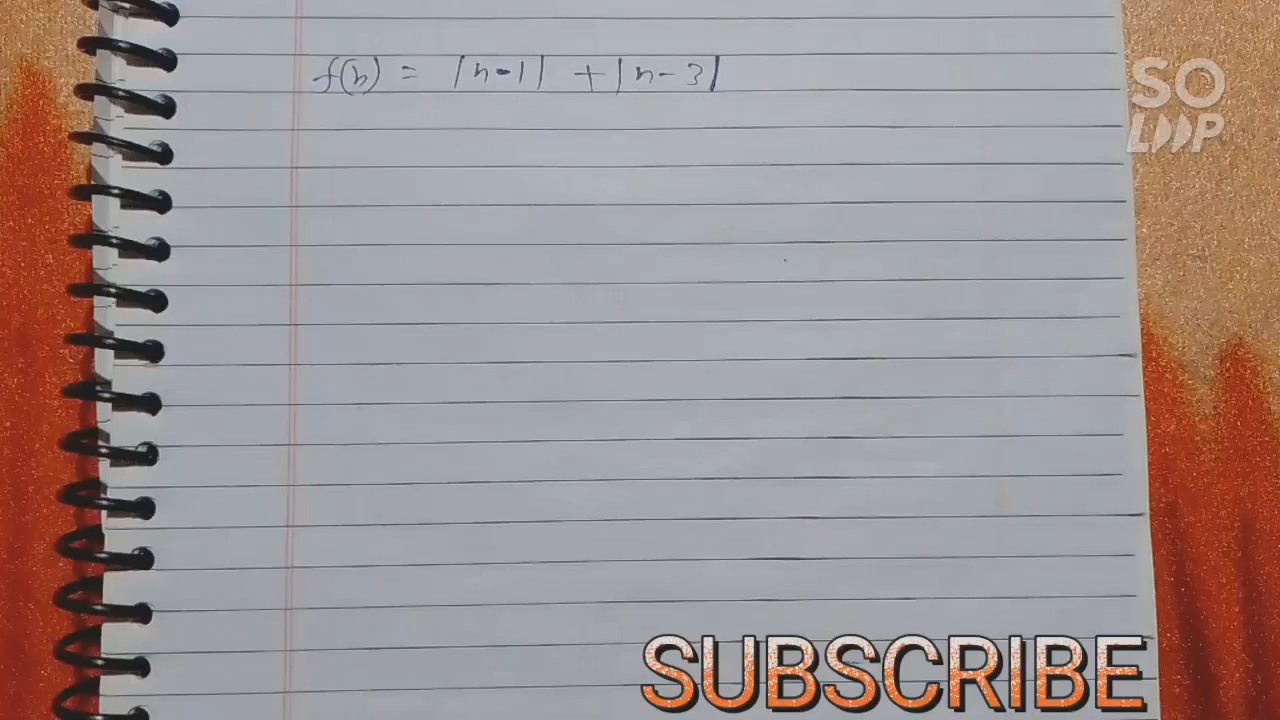 f(n) = |n-1| + |n-3|
SO
LOOP
SUBSCRIBE